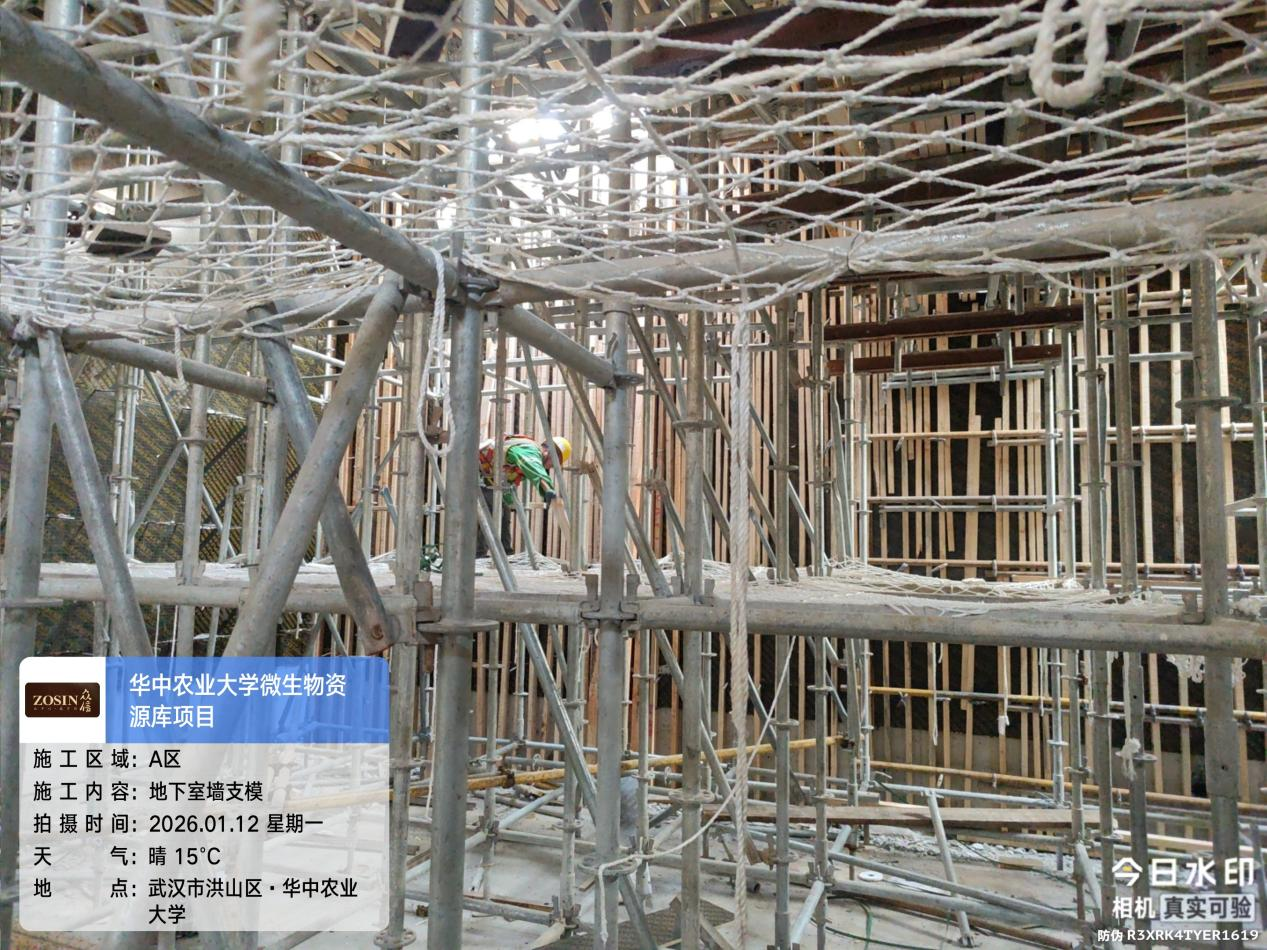 ZOSIN 众信
华中农业大学微生物资
源库项目
施工区域：A区
施工内容：地下室墙支模
拍摄时间：2026.01.12 星期一
天气：晴 15℃
地点：武汉市洪山区·华中农业
大学
今日水印
相机 真实可验
防伪 R3XRK4TYER1619